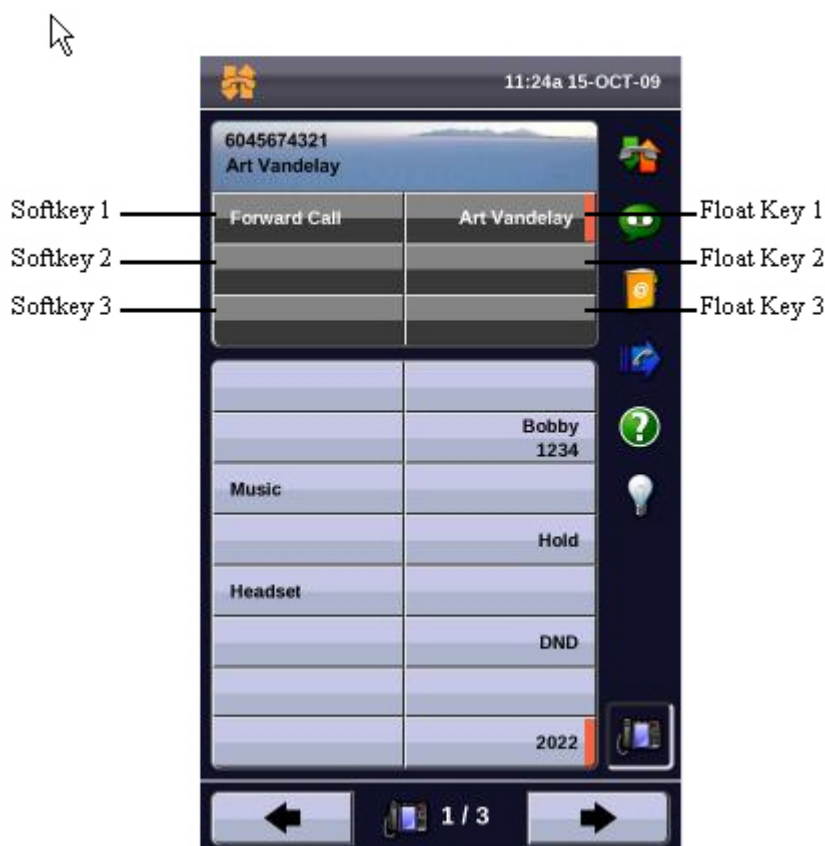 11:24a 15-OCT-09
6045674321
Art Vandelay
Softkey 1
Forward Call
Art Vandelay
Float Key 1
Softkey 2
Float Key 2
Softkey 3
Float Key 3
@
Bobby
1234
?
Music
Hold
Headset
DND
2022
1 / 3